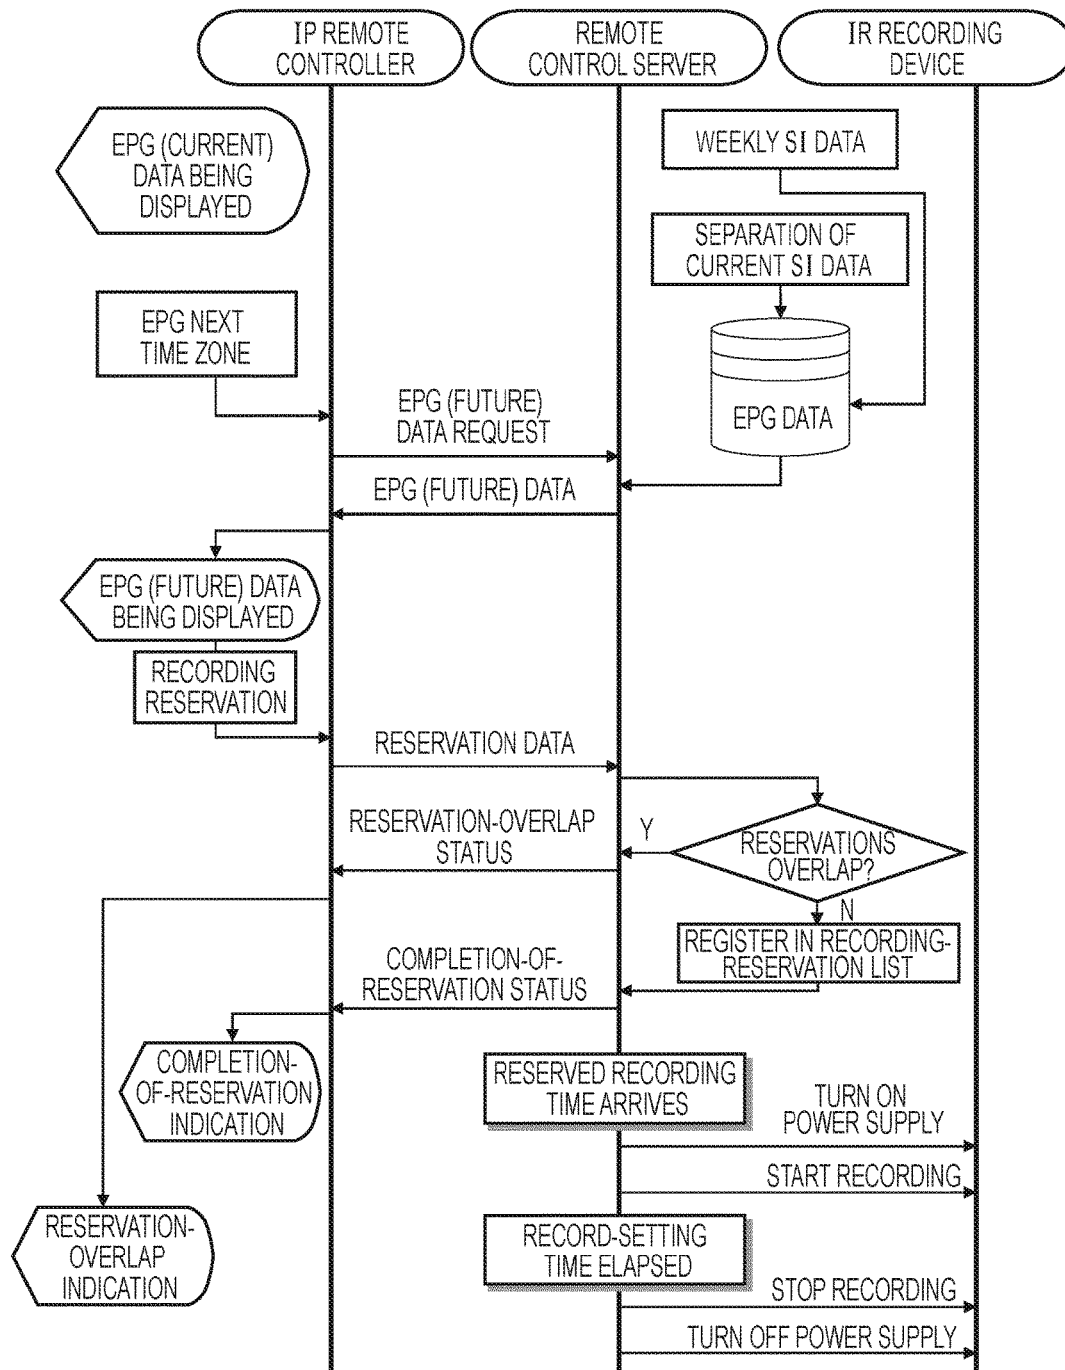 IP REMOTE
CONTROLLER
REMOTE
CONTROL SERVER
IR RECORDING
DEVICE
EPG (CURRENT)
DATA BEING
DISPLAYED
WEEKLY SI DATA
SEPARATION OF
CURRENT SI DATA
EPG NEXT
TIME ZONE
EPG DATA
EPG (FUTURE)
DATA REQUEST
EPG (FUTURE) DATA
EPG (FUTURE) DATA
BEING DISPLAYED
RECORDING
RESERVATION
RESERVATION DATA
RESERVATIONS
OVERLAP?
Y
RESERVATION-OVERLAP
STATUS
N
REGISTER IN RECORDING-
RESERVATION LIST
COMPLETION-OF-
RESERVATION STATUS
COMPLETION-
OF-RESERVATION
INDICATION
RESERVED RECORDING
TIME ARRIVES
TURN ON
POWER SUPPLY
START RECORDING
RESERVATION-
OVERLAP
INDICATION
RECORD-SETTING
TIME ELAPSED
STOP RECORDING
TURN OFF POWER SUPPLY